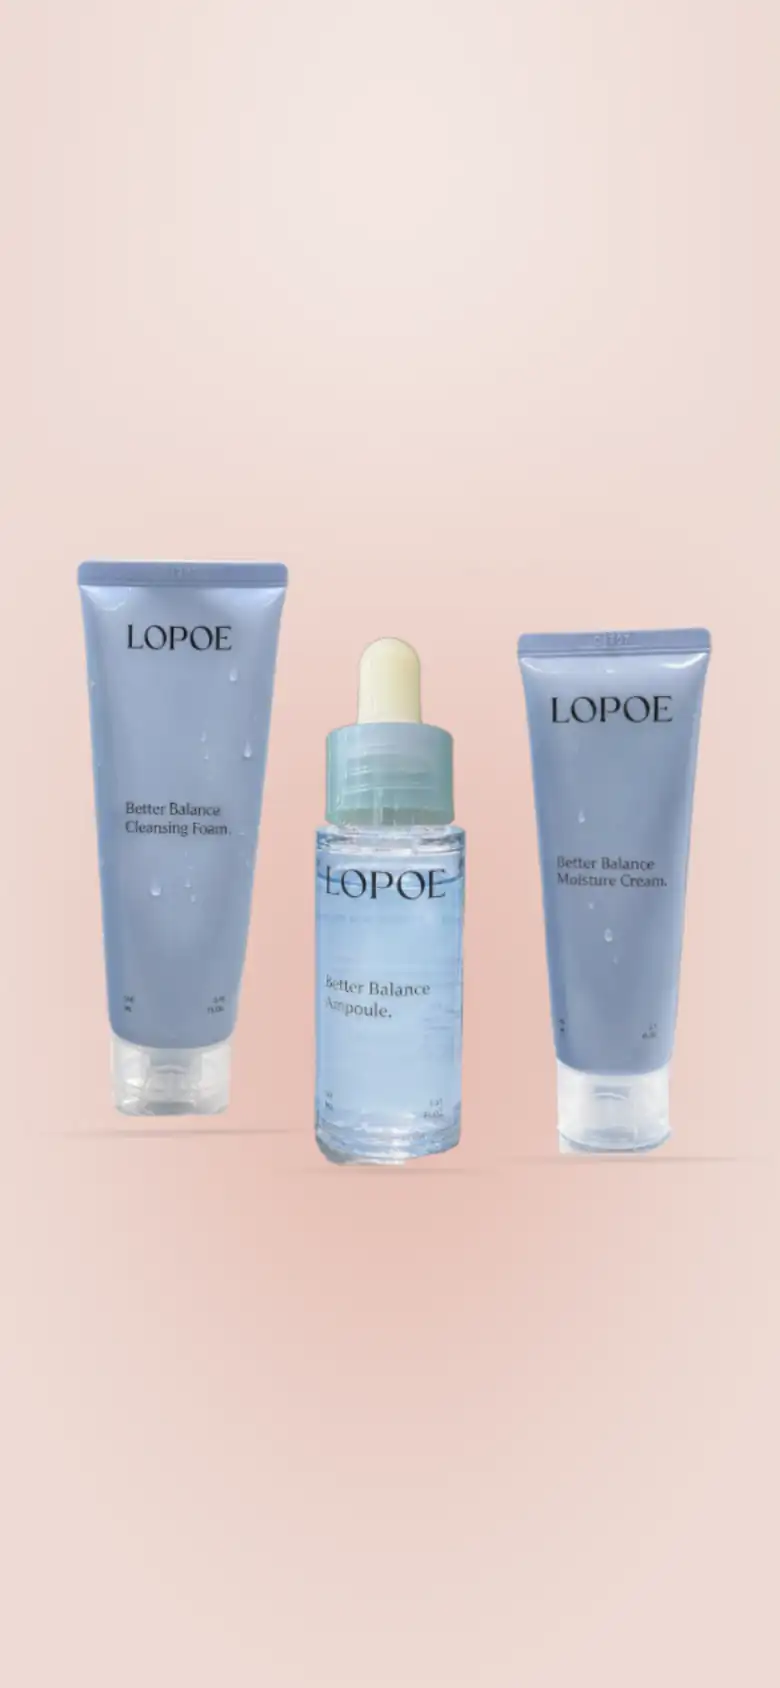 LOPOE
Better Balance
Cleansing Foam.
LOPOE
Better Balance
Ampoule.
LOPOE
Better Balance
Moisture Cream.